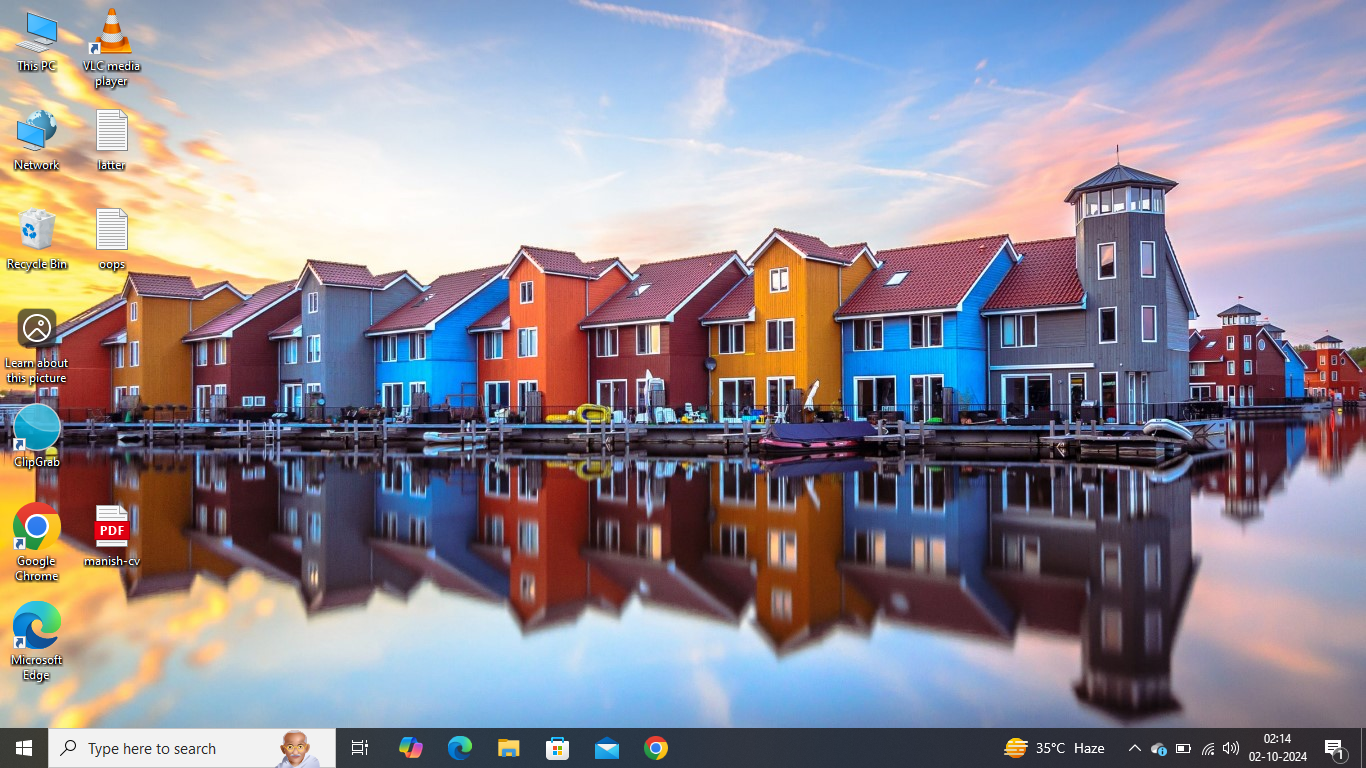 This PC
VLC media
player
Network
latter
Recycle Bin
oops
Learn about
this picture
ClipGrab
Google
Chrome
PDF
manish-cv
Microsoft
Edge
Type here to search
35°C Haze
02:14
02-10-2024
1